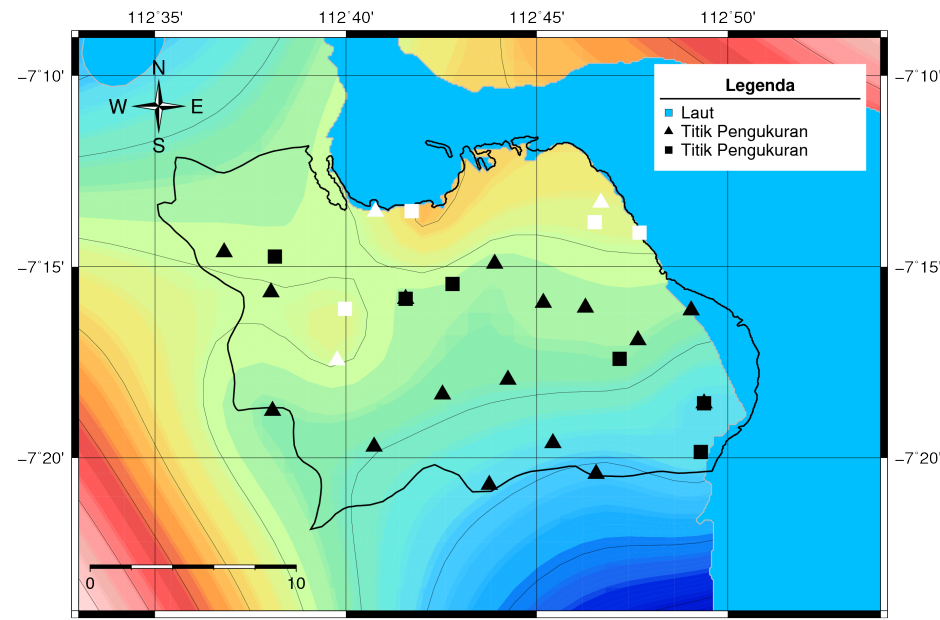 112˚35' 112˚40' 112˚45' 112˚50'
−7˚10' −7˚10'
N
W E
S
Legenda
Laut
Titik Pengukuran
Titik Pengukuran
−7˚15' −7˚15'
−7˚20' −7˚20'
0 10